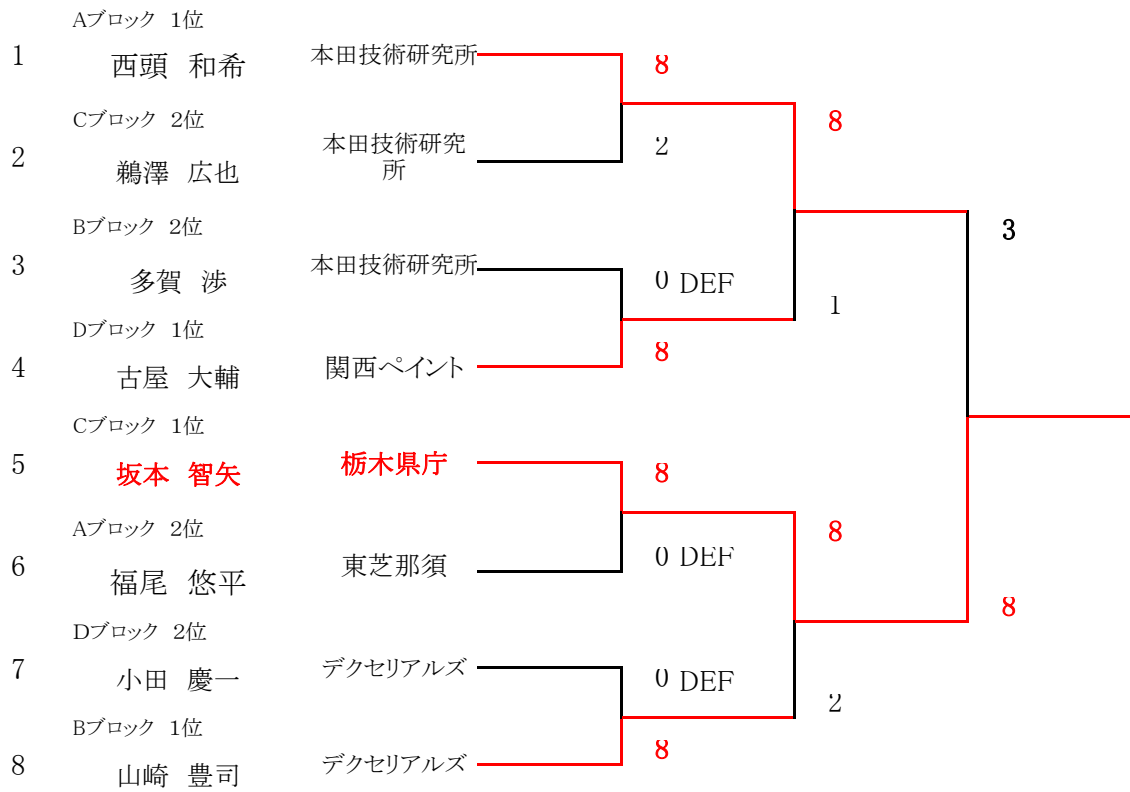 Aブロック 1位
1 西頭 和希 本田技術研究所 8
8
Cブロック 2位
2 鵜澤 広也 本田技術研究
所 2
Bブロック 2位
3 多賀 渉 本田技術研究所 0 DEF
3
1
Dブロック 1位
4 古屋 大輔 関西ペイント 8
Cブロック 1位
5 坂本 智矢 栃木県庁 8
8
Aブロック 2位
6 福尾 悠平 東芝那須 0 DEF
8
Dブロック 2位
7 小田 慶一 デクセリアルズ 0 DEF
2
Bブロック 1位
8 山崎 豊司 デクセリアルズ 8